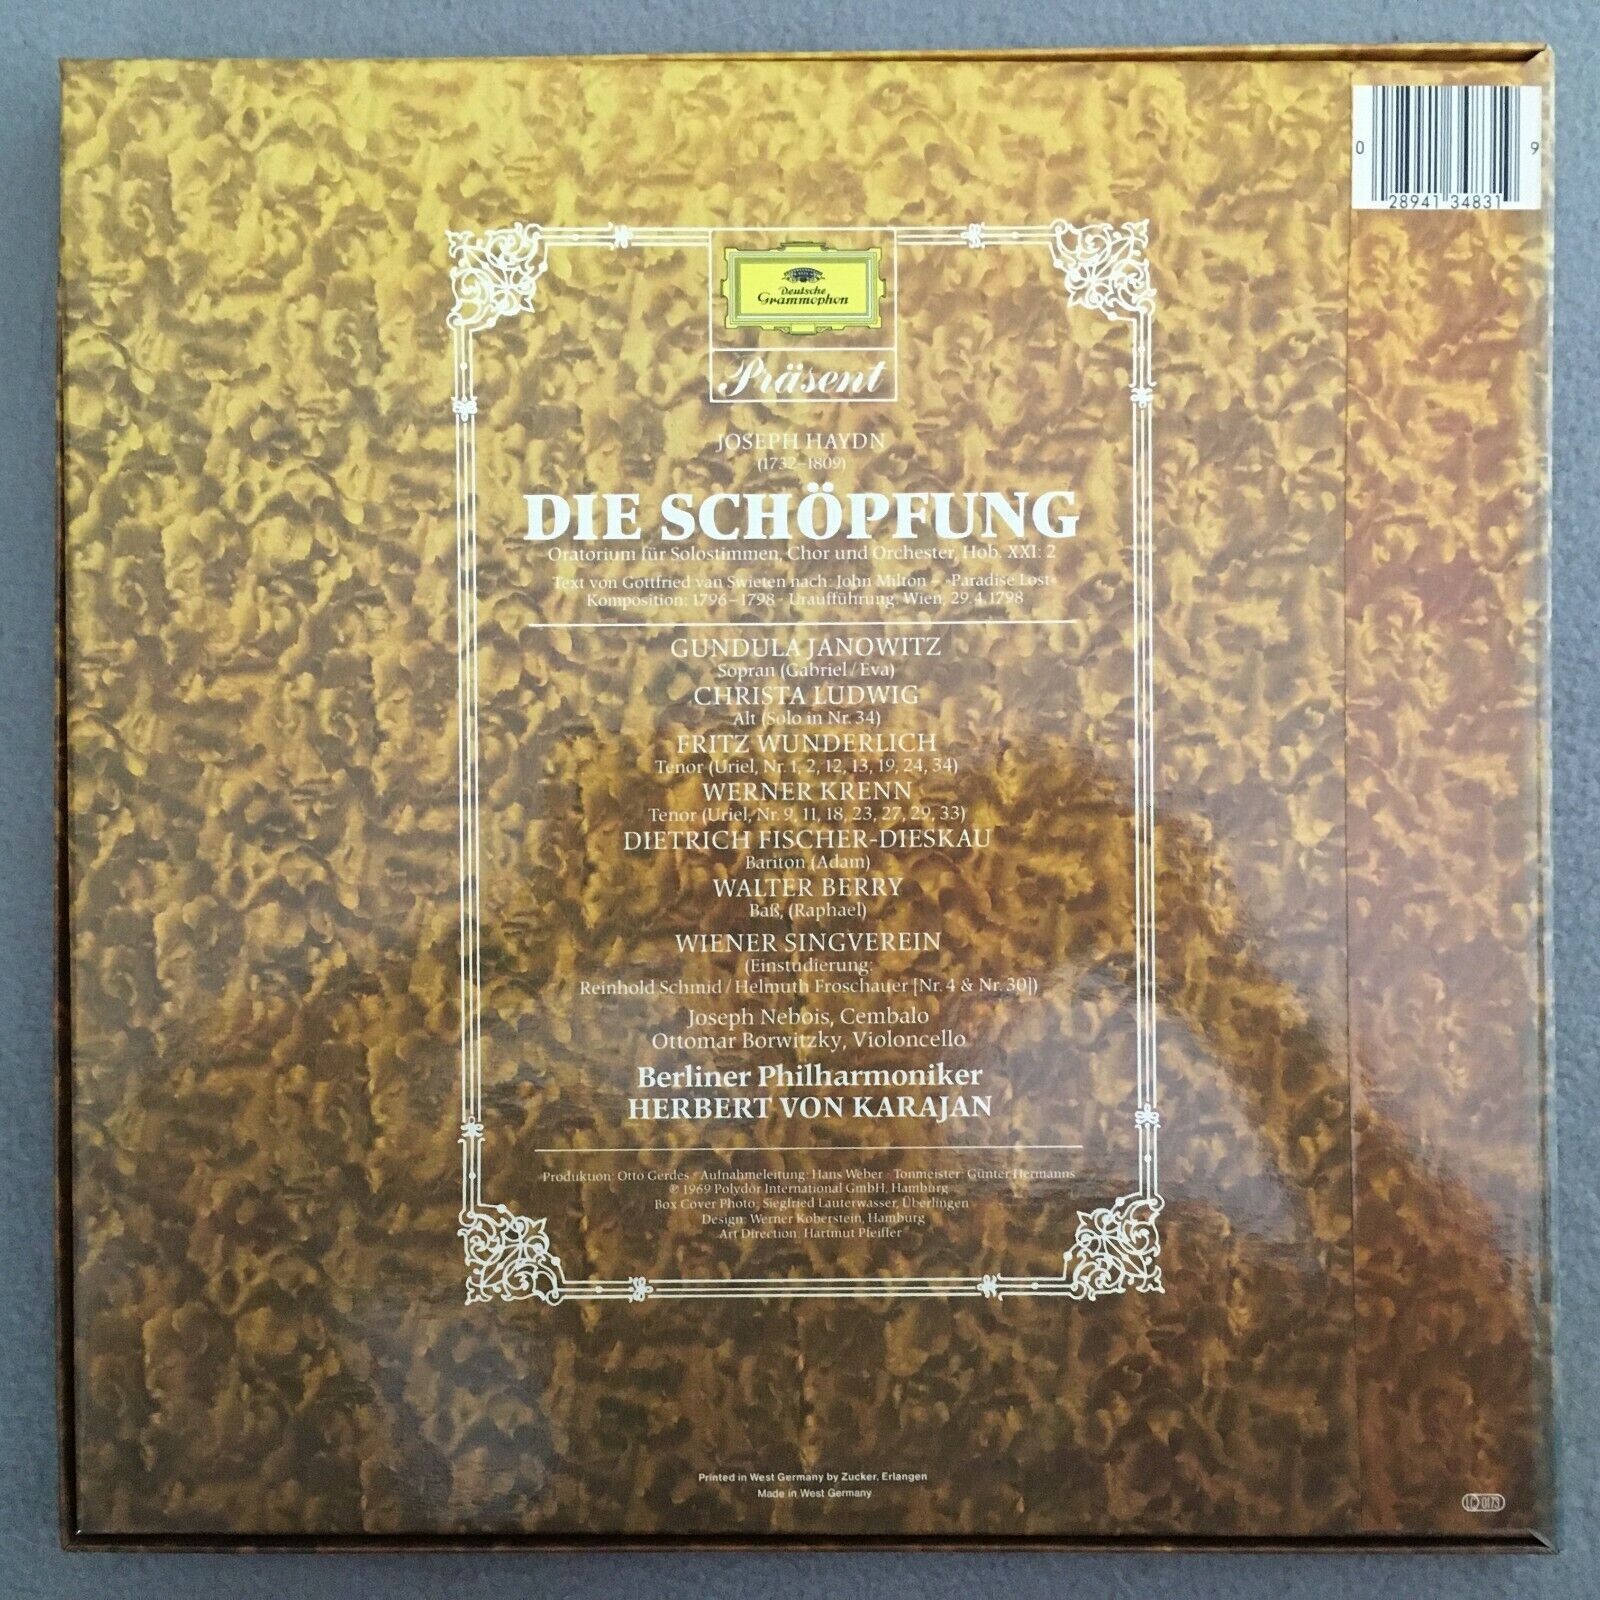 0 28941 34831 9
Deutsche
Grammophon
Präsent
JOSEPH HAYDN
(1732–1809)
DIE SCHÖPFUNG
Oratorium für Solostimmen, Chor und Orchester, Hob. XXI: 2
Text von Gottfried van Swieten nach: John Milton – »Paradise Lost«
Komposition: 1796–1798 · Uraufführung: Wien, 29.4.1798
GUNDULA JANOWITZ
Sopran (Gabriel / Eva)
CHRISTA LUDWIG
Alt (Solo in Nr. 34)
FRITZ WUNDERLICH
Tenor (Uriel, Nr. 1, 2, 12, 13, 19, 24, 34)
WERNER KRENN
Tenor (Uriel, Nr. 9, 11, 18, 23, 27, 29, 33)
DIETRICH FISCHER-DIESKAU
Bariton (Adam)
WALTER BERRY
Baß, (Raphael)
WIENER SINGVEREIN
(Einstudierung:
Reinhold Schmid / Helmuth Froschauer [Nr. 4 & Nr. 30])
Joseph Nebois, Cembalo
Ottomar Borwitzky, Violoncello
Berliner Philharmoniker
HERBERT VON KARAJAN
Produktion: Otto Gerdes · Aufnahmeleitung: Hans Weber · Tonmeister: Günter Hermanns
℗ 1969 Polydor International GmbH, Hamburg
Box Cover Photo: Siegfried Lauterwasser, Überlingen
Design: Werner Koberstein, Hamburg
Art Direction: Hartmut Pfeiffer
Printed in West Germany by Zucker, Erlangen
Made in West Germany
LC 0173